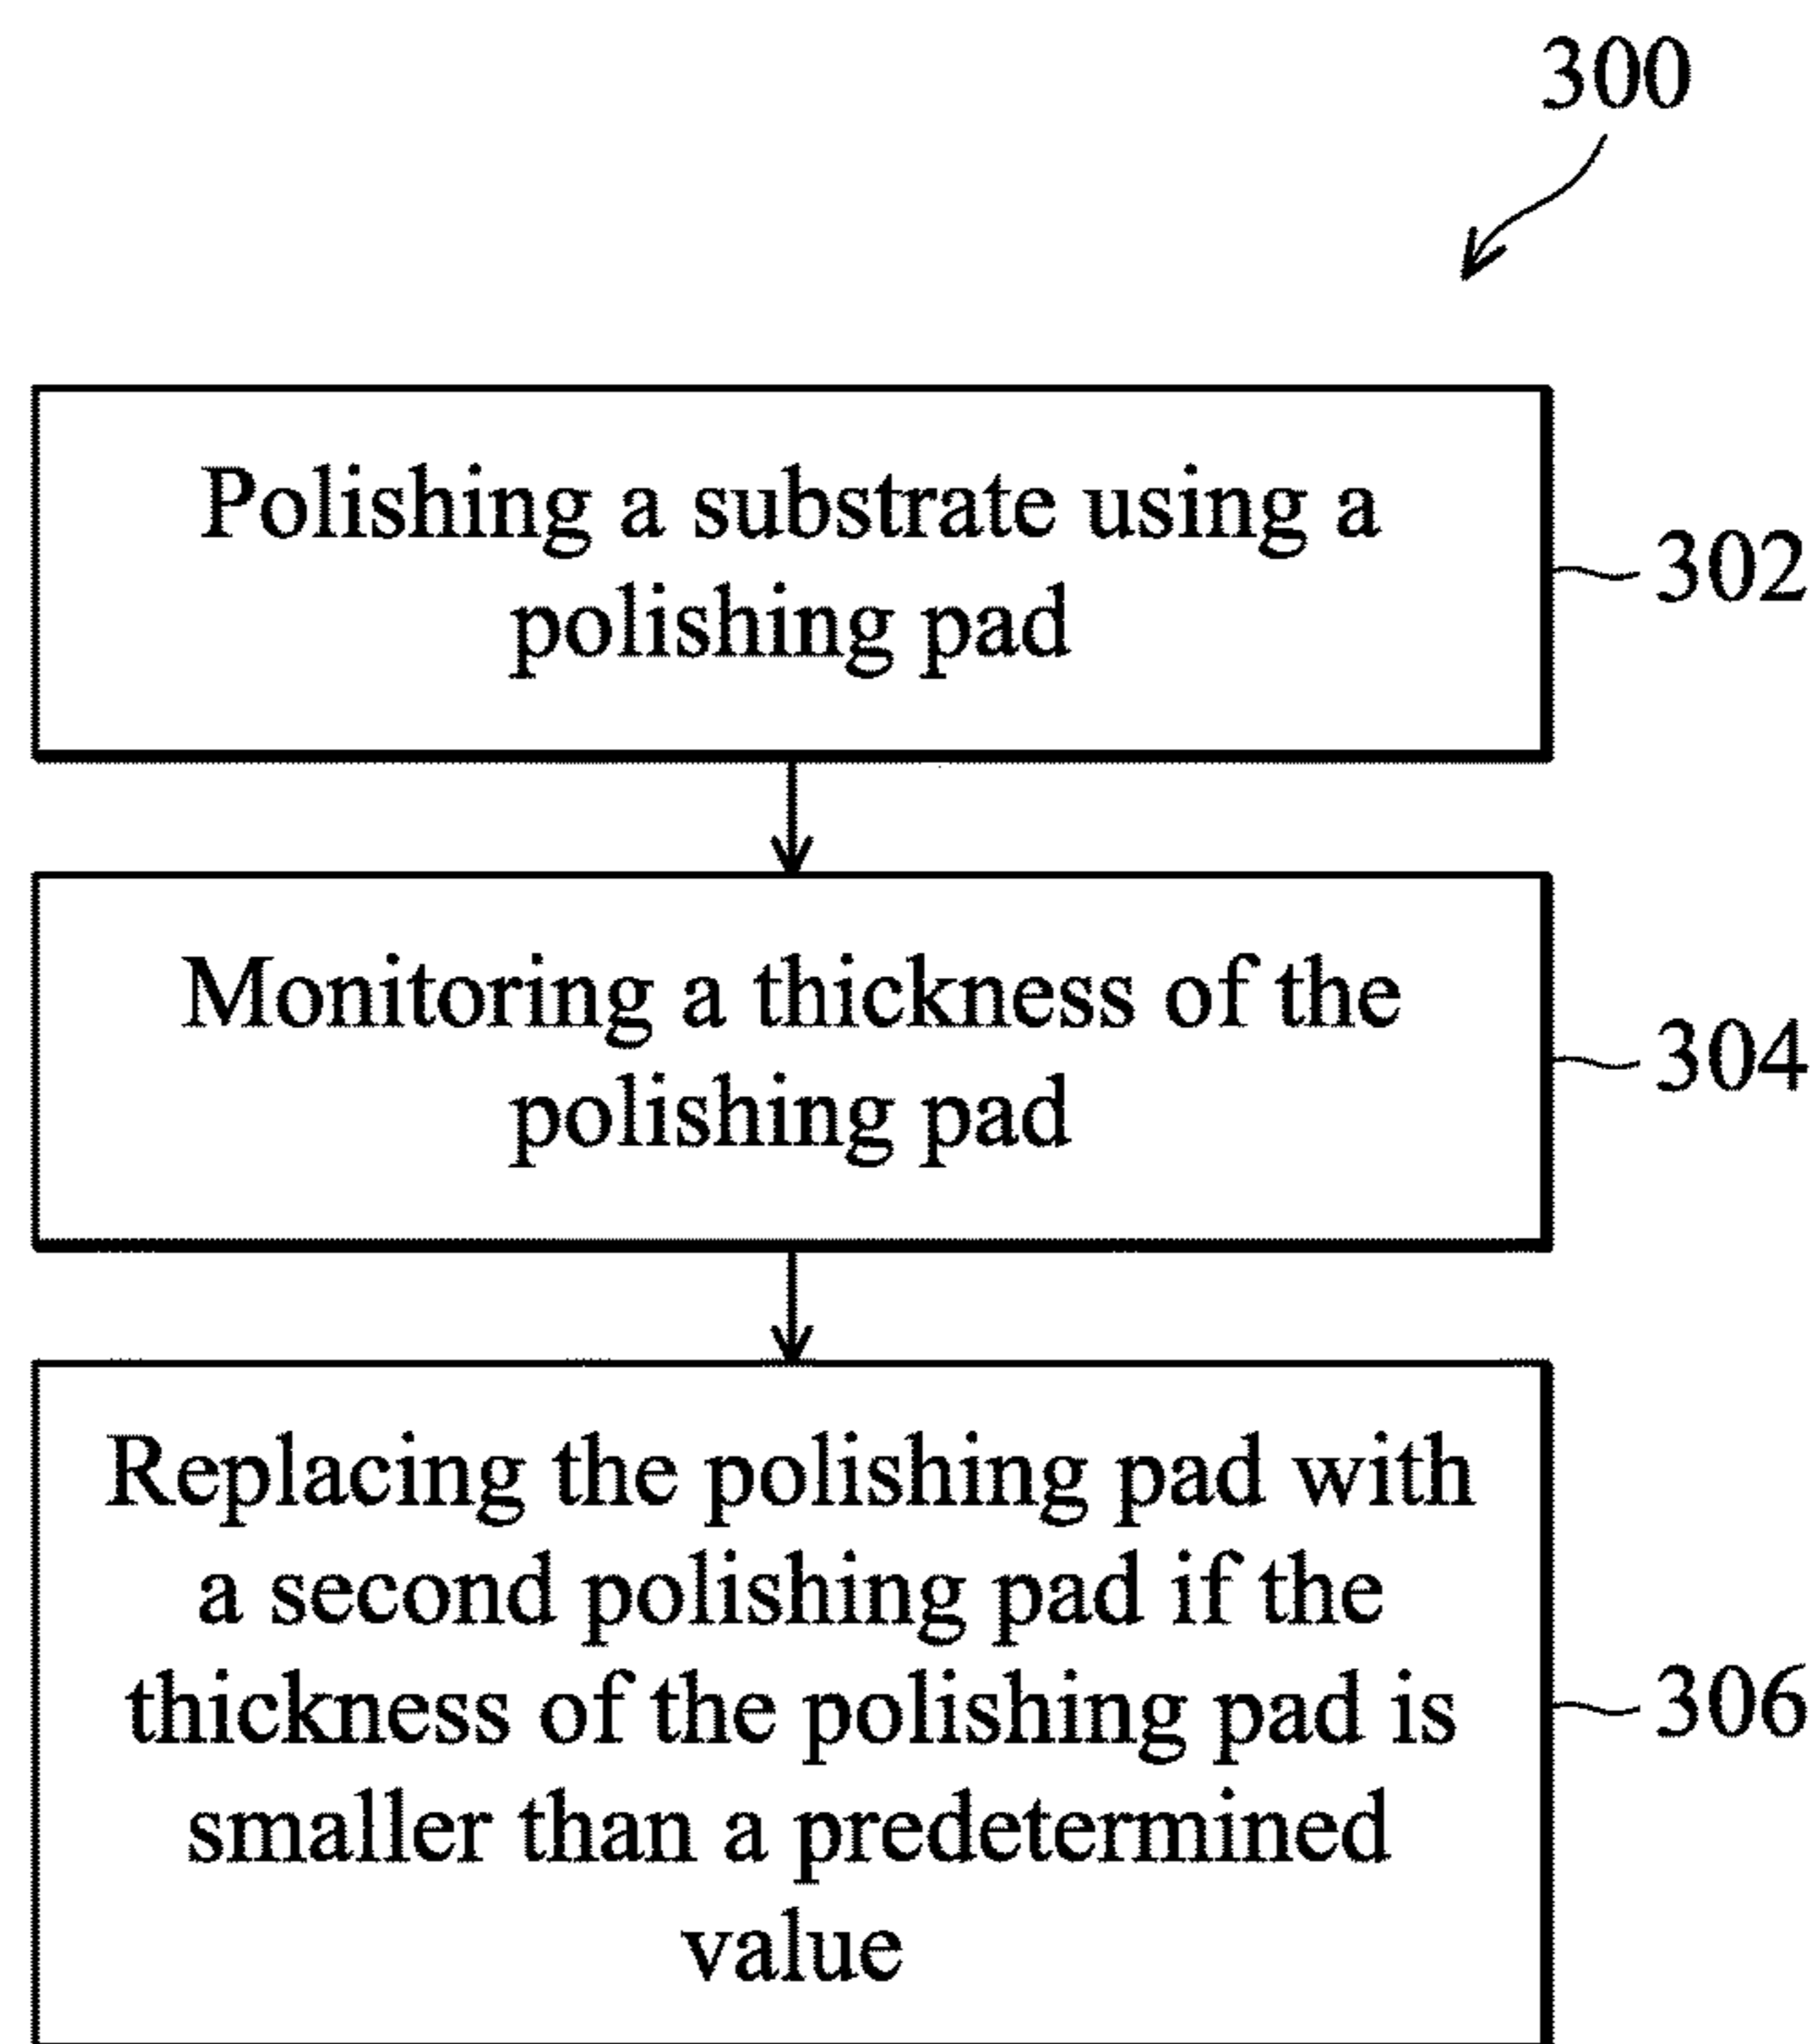 300
Polishing a substrate using a
polishing pad
302
Monitoring a thickness of the
polishing pad
304
Replacing the polishing pad with
a second polishing pad if the
thickness of the polishing pad is
smaller than a predetermined
value
306